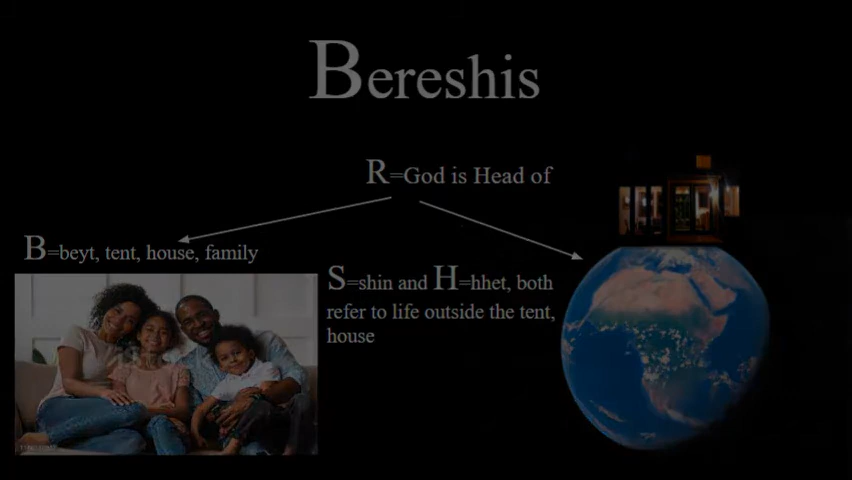 Bereshis
R=God is Head of
B=beyt, tent, house, family
S=shin and H=hhet, both
refer to life outside the tent,
house